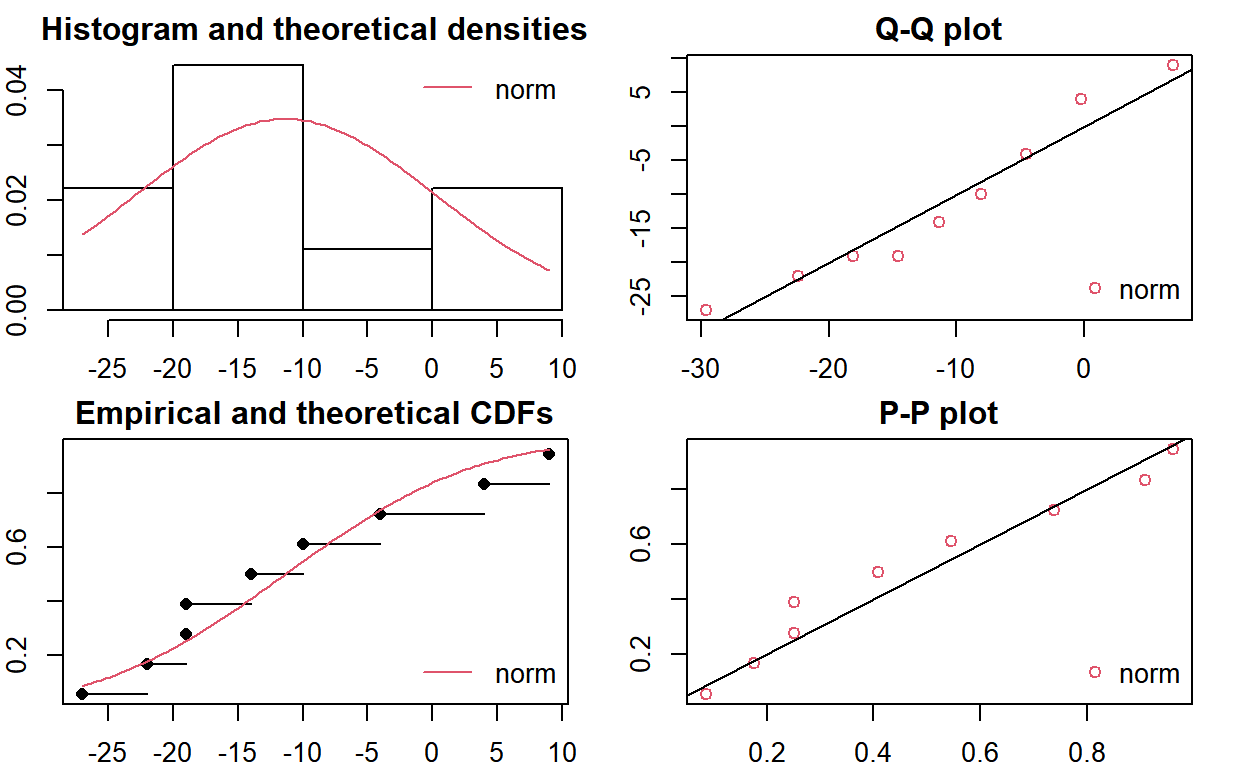 Histogram and theoretical densities
0.04
0.02
0.00
norm
-25 -20 -15 -10 -5 0 5 10
Q-Q plot
5
-5
-15
-25
norm
-30 -20 -10 0
Empirical and theoretical CDFs
0.6
0.2
norm
-25 -20 -15 -10 -5 0 5 10
P-P plot
0.6
0.2
norm
0.2 0.4 0.6 0.8